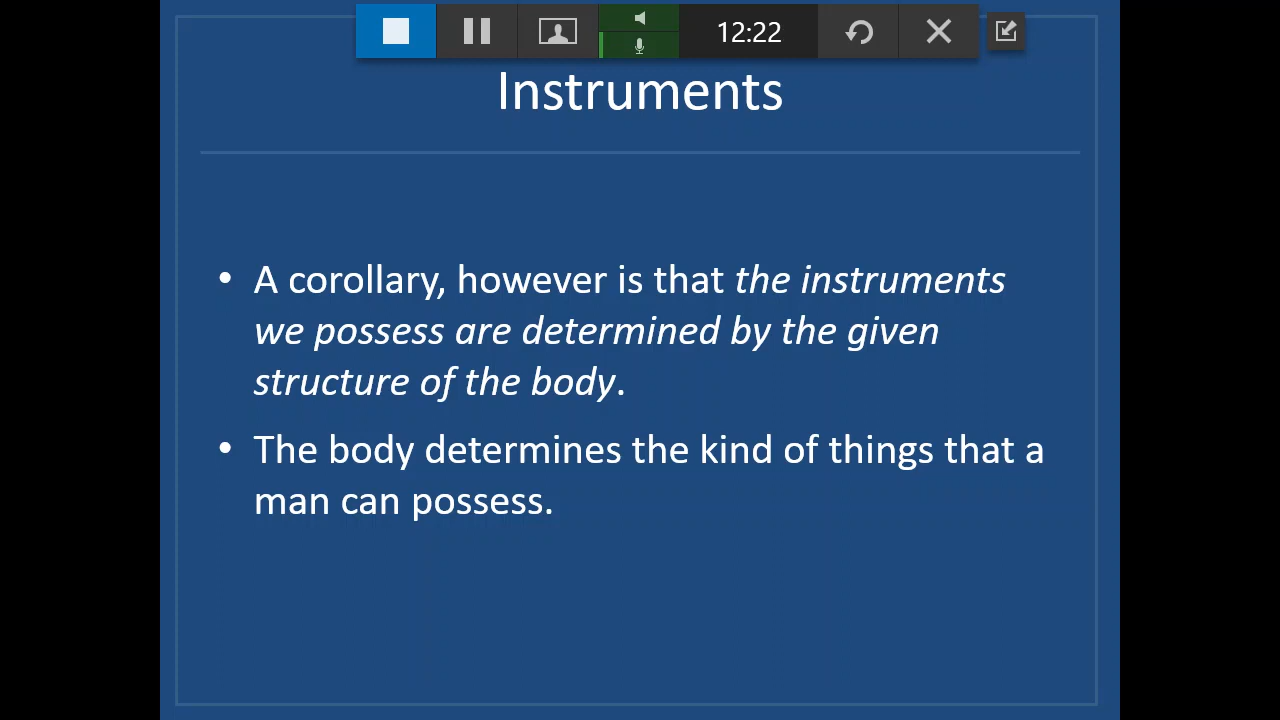 12:22
Instruments
• A corollary, however is that the instruments
we possess are determined by the given
structure of the body.
• The body determines the kind of things that a
man can possess.